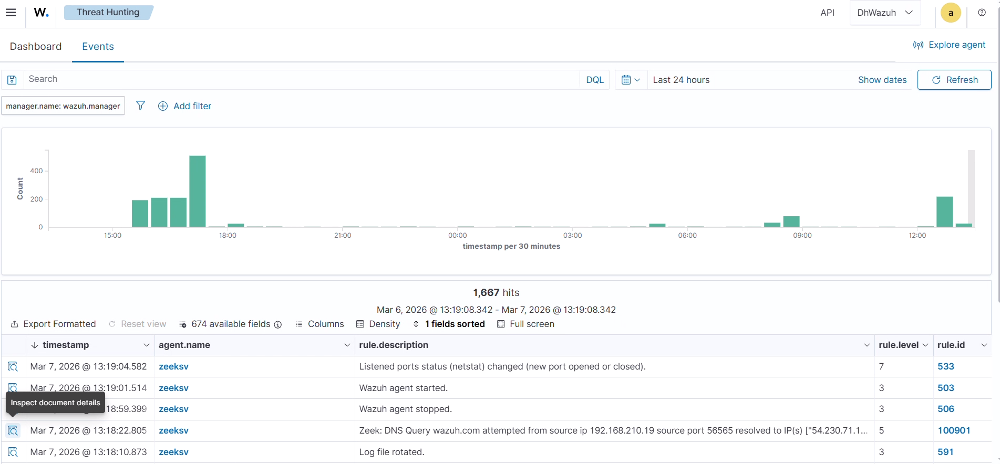 W.
Threat Hunting
API
DhWazuh
a
Dashboard
Events
Explore agent
Search
DQL
Last 24 hours
Show dates
Refresh
manager.name: wazuh.manager
Add filter
Count
400
200
0
15:00
18:00
21:00
00:00
03:00
06:00
09:00
12:00
timestamp per 30 minutes
1,667 hits
Mar 6, 2026 @ 13:19:08.342 - Mar 7, 2026 @ 13:19:08.342
Export Formatted
Reset view
674 available fields
Columns
Density
1 fields sorted
Full screen
timestamp
agent.name
rule.description
rule.level
rule.id
Mar 7, 2026 @ 13:19:04.582
zeeksv
Listened ports status (netstat) changed (new port opened or closed).
7
533
Mar 7, 2026 @ 13:19:01.514
zeeksv
Wazuh agent started.
3
503
Inspect document details
18:59.399
zeeksv
Wazuh agent stopped.
3
506
Mar 7, 2026 @ 13:18:22.805
zeeksv
Zeek: DNS Query wazuh.com attempted from source ip 192.168.210.19 source port 56565 resolved to IP(s) ["54.230.71.1...
5
100901
Mar 7, 2026 @ 13:18:10.873
zeeksv
Log file rotated.
3
591